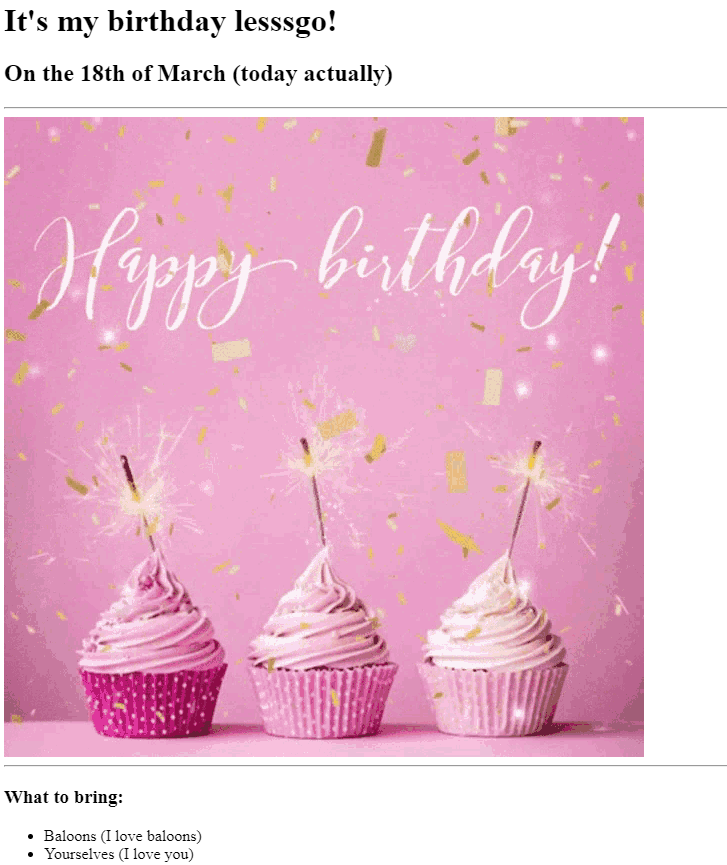 It's my birthday lesssgo!
On the 18th of March (today actually)
Happy birthday!
What to bring:
Baloons (I love baloons)
Yourselves (I love you)